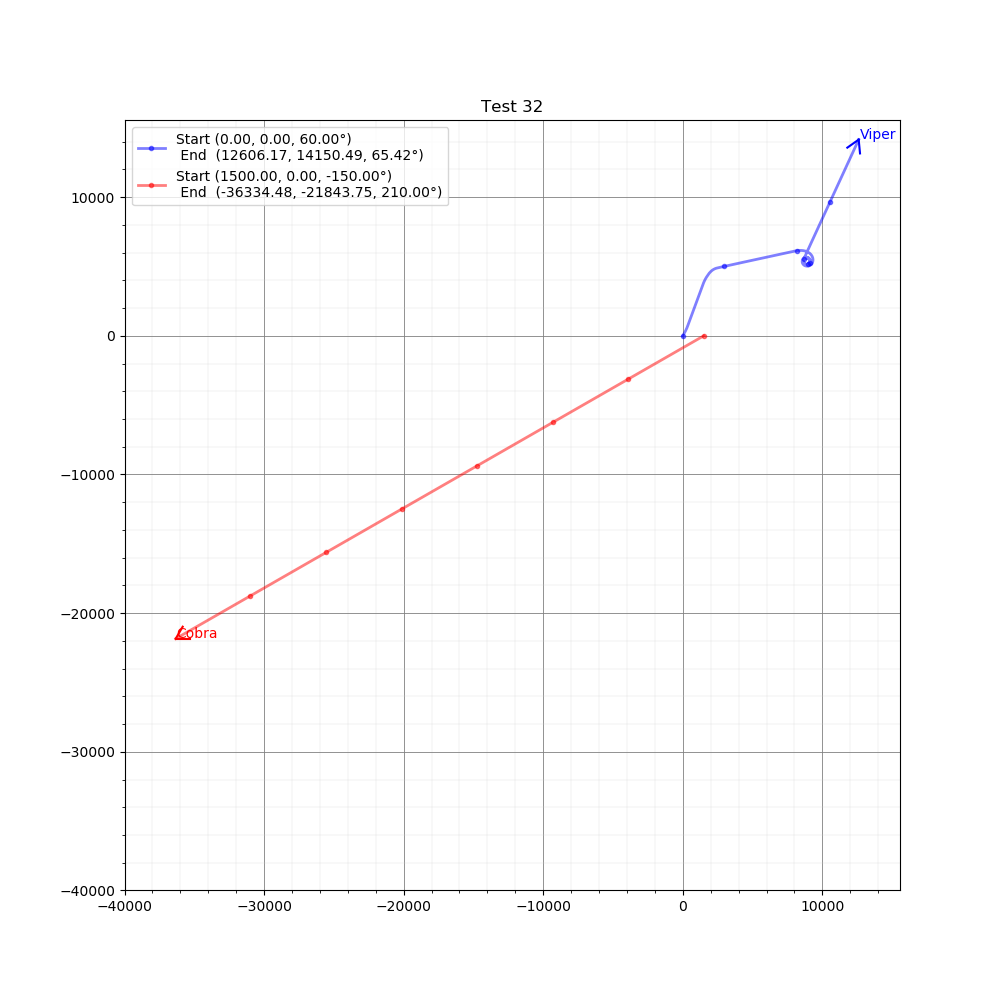 Test 32
Start (0.00, 0.00, 60.00°)
End (12606.17, 14150.49, 65.42°)
Start (1500.00, 0.00, -150.00°)
End (-36334.48, -21843.75, 210.00°)
Viper
Cobra
10000
0
−10000
−20000
−30000
−40000
−40000 −30000 −20000 −10000 0 10000